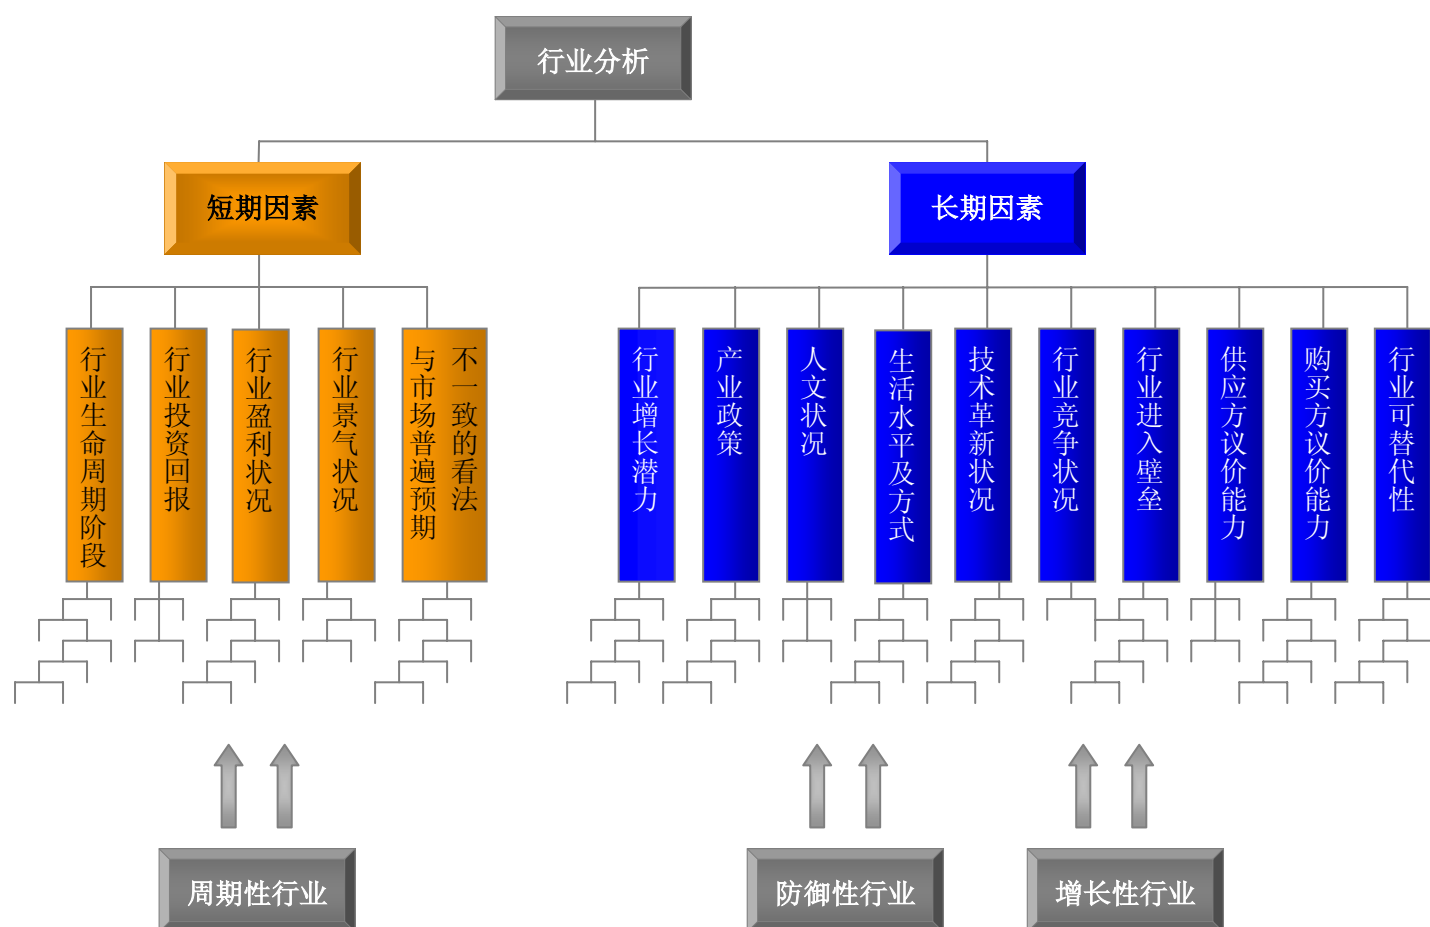 行业分析
短期因素
长期因素
行业生命周期阶段
行业投资回报
行业盈利状况
行业景气状况
与市场普遍预期
不一致的看法
行业增长潜力
产业政策
人文状况
生活水平及方式
技术革新状况
行业竞争状况
行业进入壁垒
供应方议价能力
购买方议价能力
行业可替代性
周期性行业
防御性行业
增长性行业